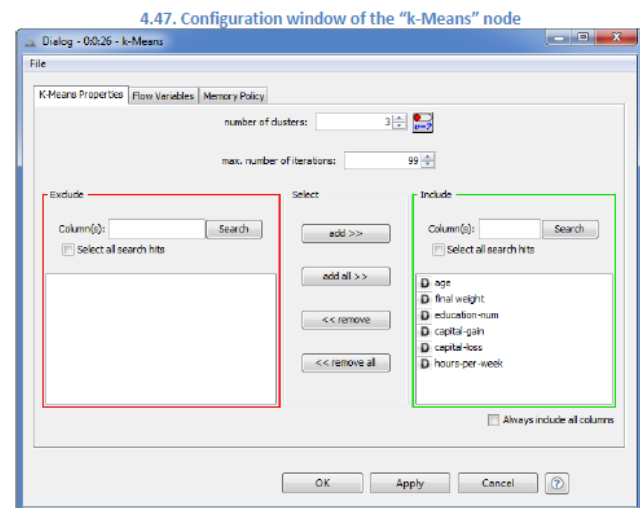 4.47. Configuration window of the “k-Means” node
Dialog - 0:0:26 - k-Means
File
K-Means Properties Flow Variables Memory Policy
number of clusters: 3 v=?
max. number of iterations: 99
Exclude
Select
Include
Column(s): Search
Select all search hits
add >>
add all >>
<< remove
<< remove all
Column(s): Search
Select all search hits
D age
D final weight
D education-num
D capital-gain
D capital-loss
D hours-per-week
Always include all columns
OK Apply Cancel ?